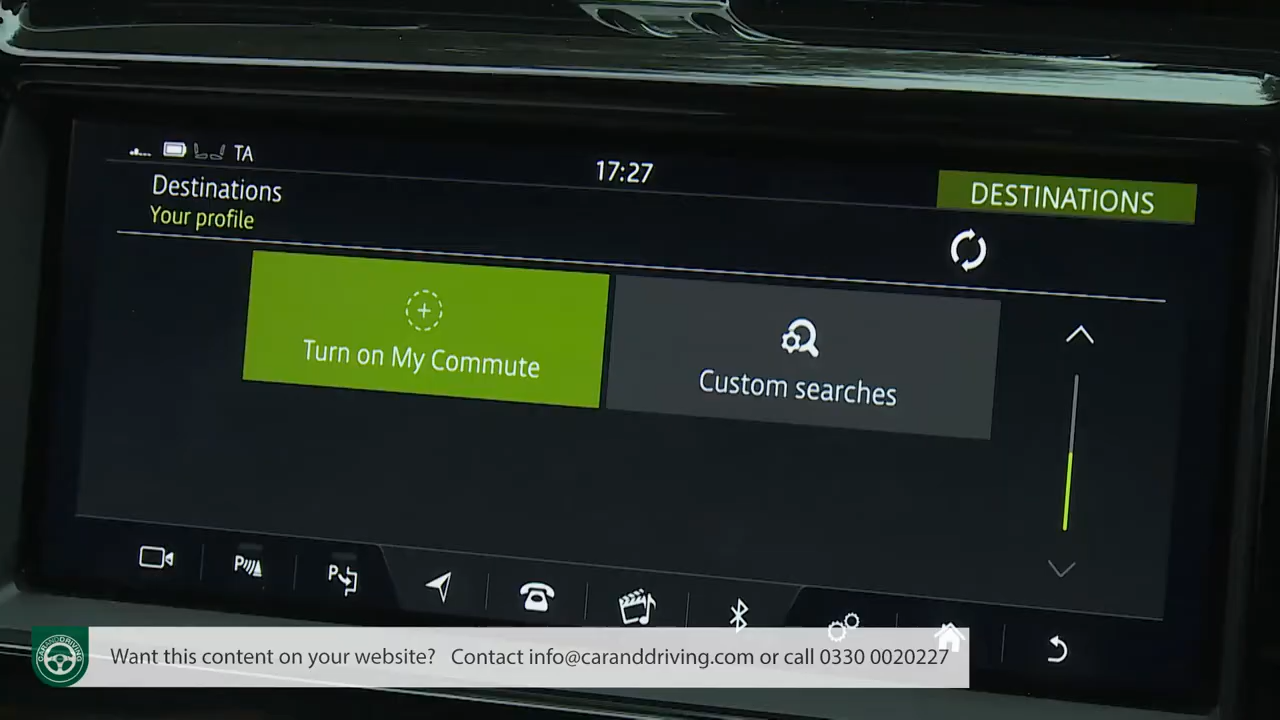 TA
17:27
DESTINATIONS
Destinations
Your profile
Turn on My Commute
Custom searches
P
P
CARANDDRIVING
Want this content on your website? Contact info@caranddriving.com or call 0330 0020227